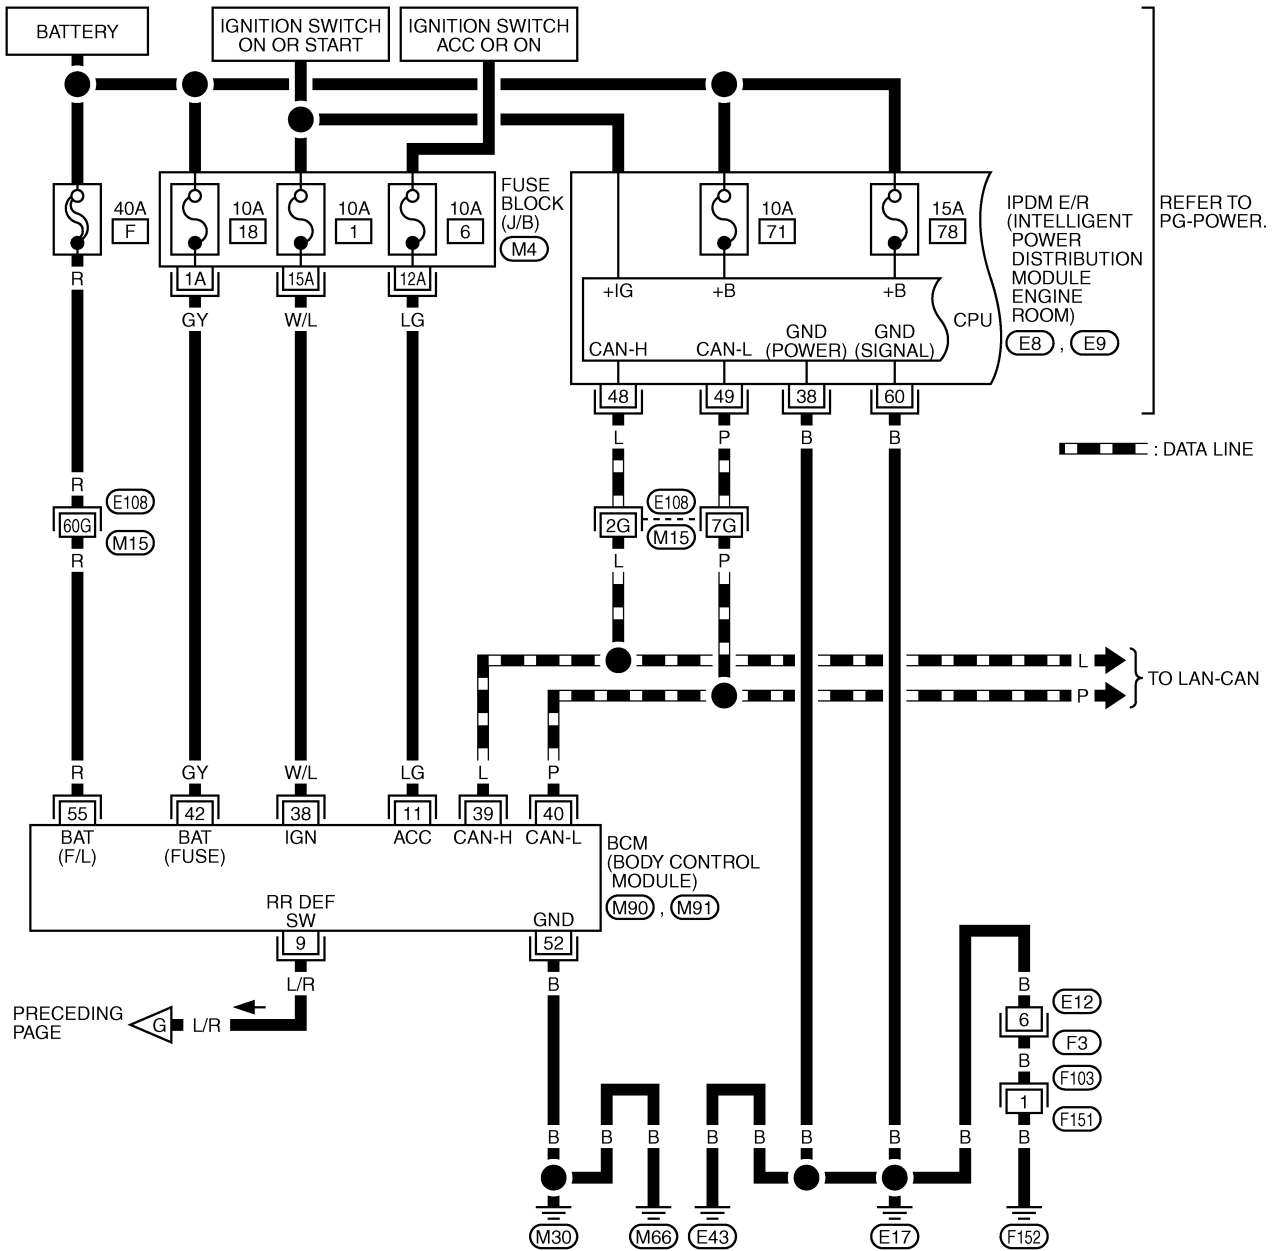 BATTERY
IGNITION SWITCH
ON OR START
IGNITION SWITCH
ACC OR ON
REFER TO
PG-POWER.
40A
F
10A
18
10A
1
10A
6
FUSE
BLOCK
(J/B)
M4
10A
71
15A
78
IPDM E/R
(INTELLIGENT
POWER
DISTRIBUTION
MODULE
ENGINE
ROOM)
E8 , E9
R
1A
15A
12A
GY
W/L
LG
+IG
+B
+B
CPU
CAN-H
CAN-L
GND
(POWER)
GND
(SIGNAL)
48
49
38
60
L
P
B
B
: DATA LINE
R
60G
R
E108
M15
2G
E108
M15
7G
L
P
L
P
TO LAN-CAN
R
GY
W/L
LG
L
P
55
42
38
11
39
40
BAT
(F/L)
BAT
(FUSE)
IGN
ACC
CAN-H
CAN-L
BCM
(BODY CONTROL
MODULE)
M90 , M91
RR DEF
SW
GND
9
52
L/R
B
PRECEDING
PAGE
G
L/R
B
6
E12
F3
B
1
F103
F151
B
B
B
B
B
B
B
B
B
M30
M66
E43
E17
F152